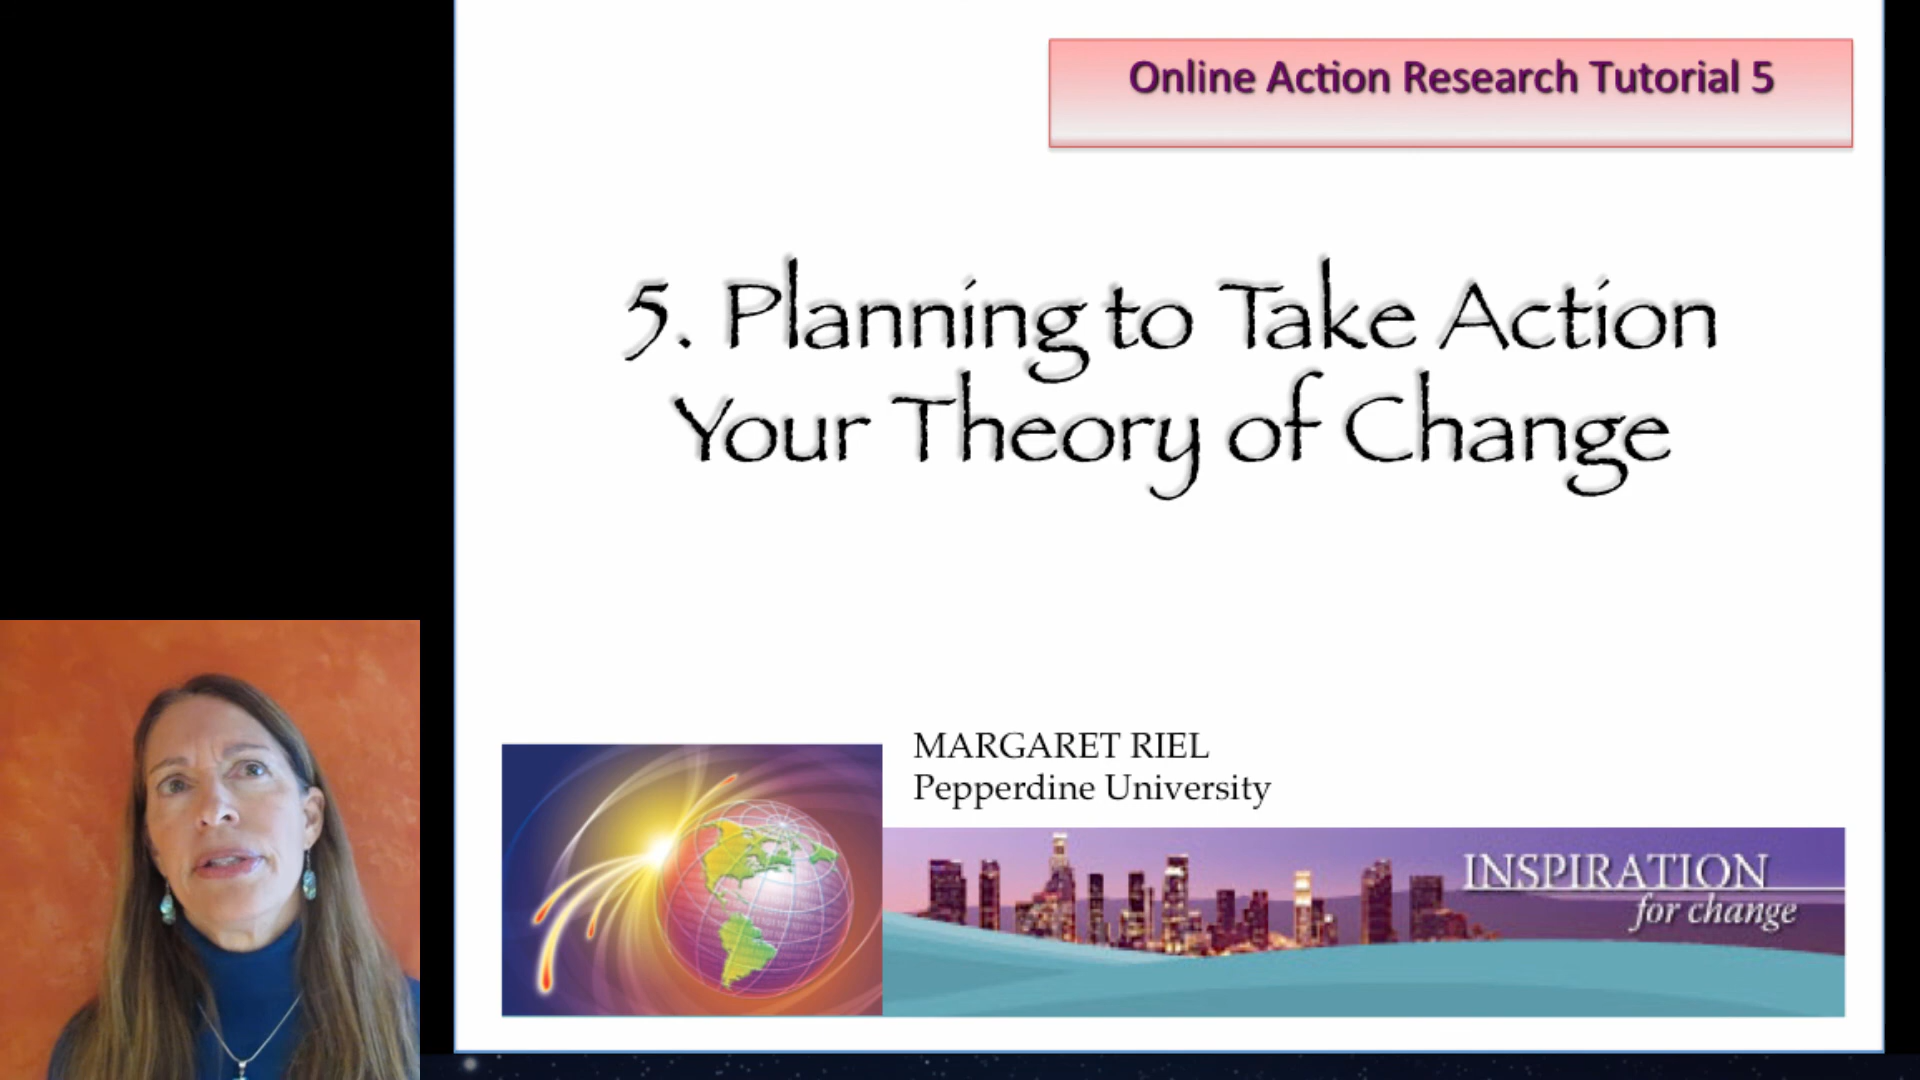 Online Action Research Tutorial 5
5. Planning to Take Action
Your Theory of Change
MARGARET RIEL
Pepperdine University
INSPIRATION
for change